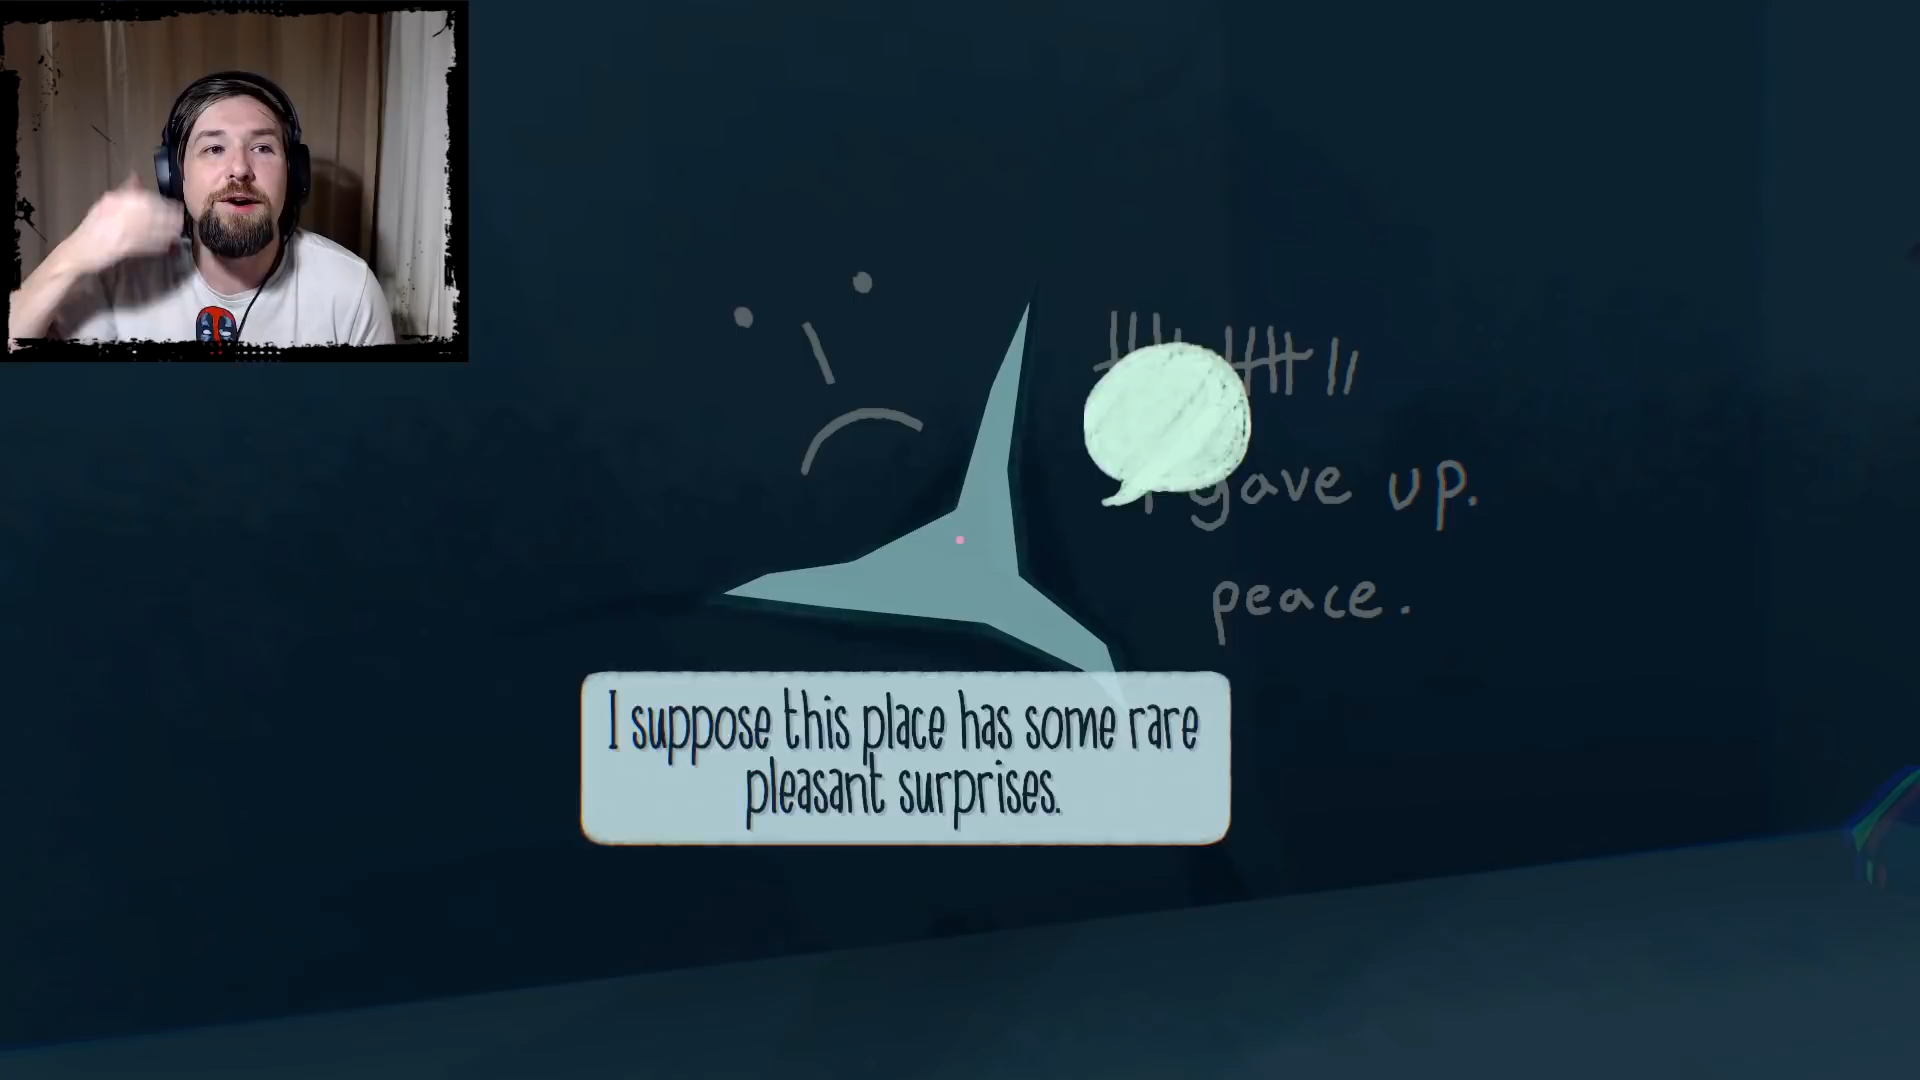 I gave up.
peace.
I suppose this place has some rare
pleasant surprises.